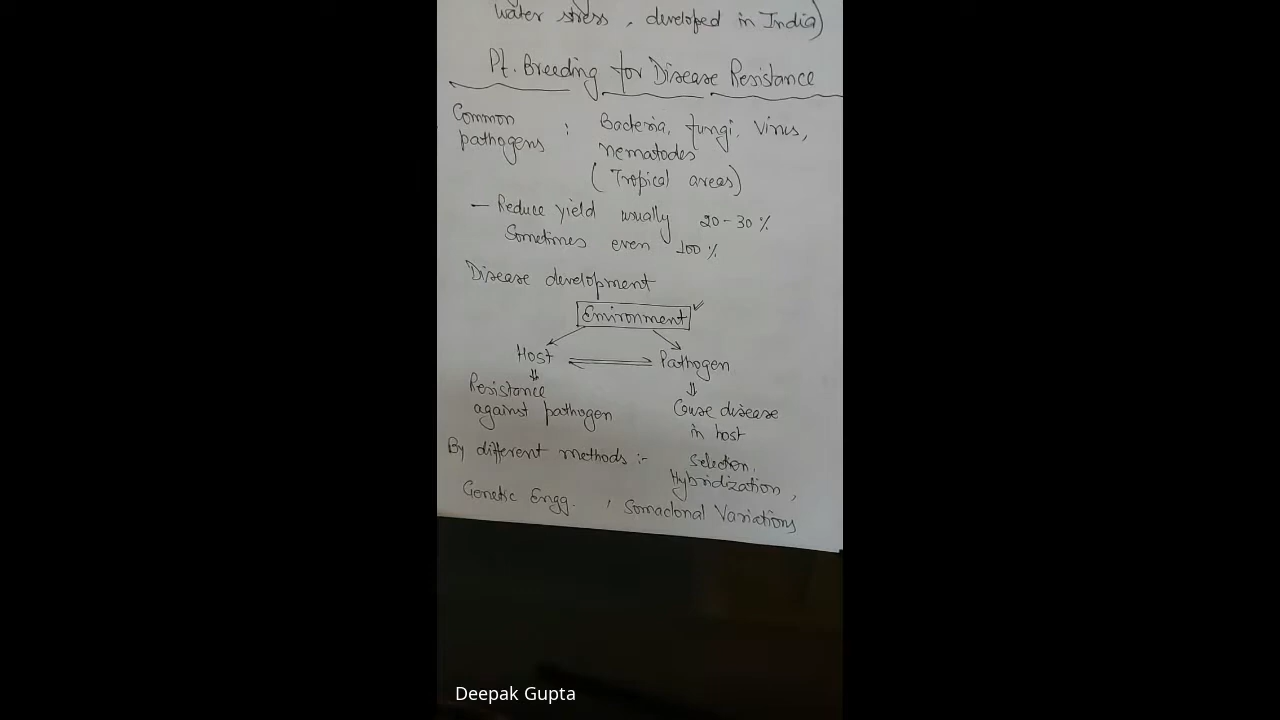 water stress, developed in India)
Pt. Breeding for Disease Resistance
Common pathogens : Bacteria, fungi, Virus,
nematodes
(Tropical areas)
— Reduce yield usually 20-30%
Sometimes even 100%
Disease development
Environment ✓
Host Pathogen
Resistance against pathogen
Cause disease in host
By different methods :- Selection,
Hybridization,
Genetic Engg. , Somaclonal Variations
Deepak Gupta